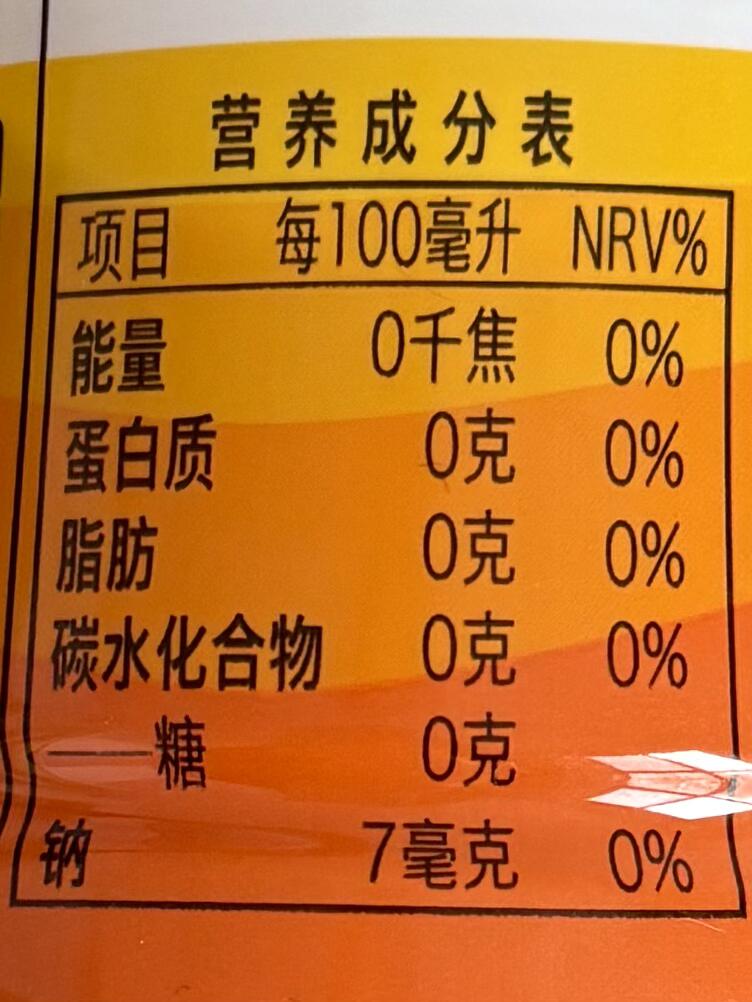 营养成分表
项目 每100毫升 NRV%
能量 0千焦 0%
蛋白质 0克 0%
脂肪 0克 0%
碳水化合物 0克 0%
——糖 0克
钠 7毫克 0%